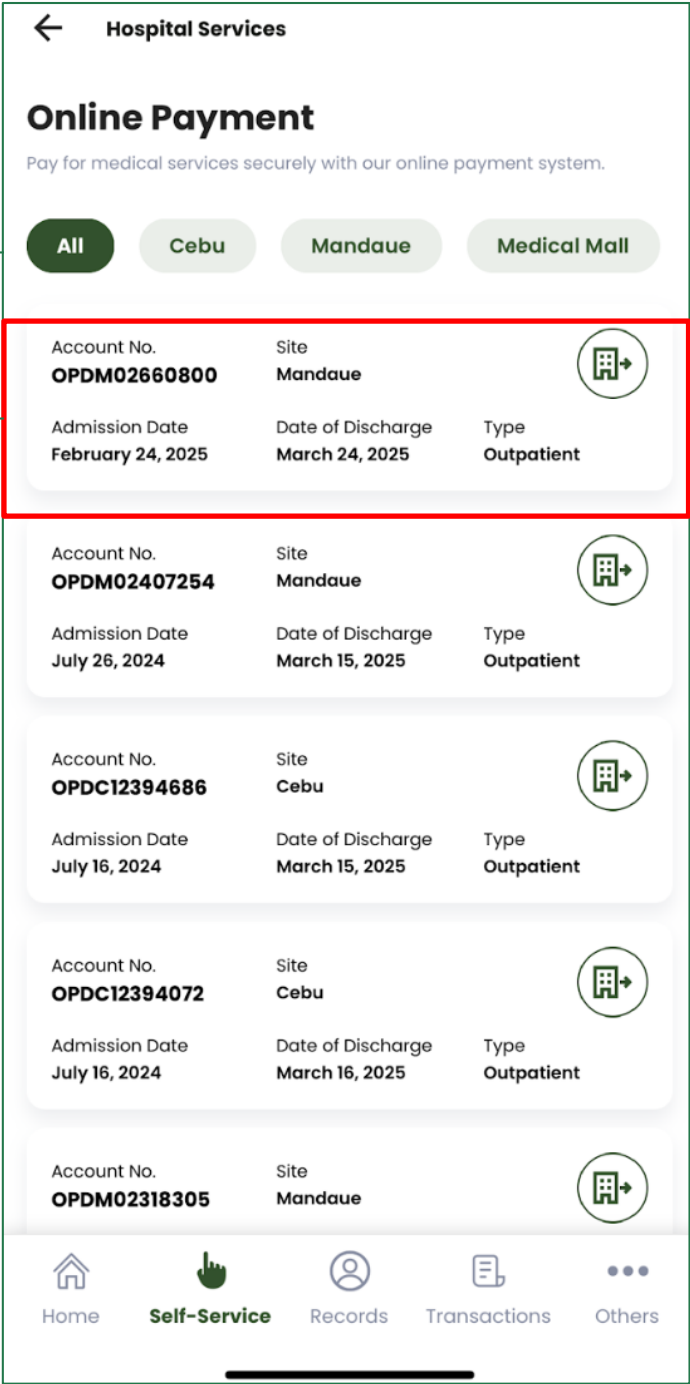 Hospital Services
Online Payment
Pay for medical services securely with our online payment system.
All Cebu Mandaue Medical Mall
Account No. Site
OPDM02660800 Mandaue
Admission Date Date of Discharge Type
February 24, 2025 March 24, 2025 Outpatient
Account No. Site
OPDM02407254 Mandaue
Admission Date Date of Discharge Type
July 26, 2024 March 15, 2025 Outpatient
Account No. Site
OPDC12394686 Cebu
Admission Date Date of Discharge Type
July 16, 2024 March 15, 2025 Outpatient
Account No. Site
OPDC12394072 Cebu
Admission Date Date of Discharge Type
July 16, 2024 March 16, 2025 Outpatient
Account No. Site
OPDM02318305 Mandaue
Home Self-Service Records Transactions Others